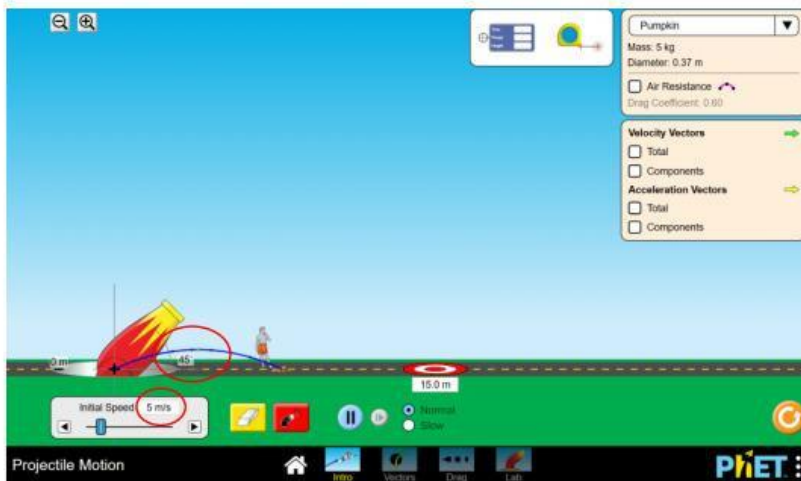 Pumpkin
Mass: 5 kg
Diameter: 0.37 m
Air Resistance
Drag Coefficient: 0.60
Velocity Vectors
Total
Components
Acceleration Vectors
Total
Components
0 m
45°
15.0 m
Initial Speed 5 m/s
Normal
Slow
Projectile Motion
Intro
Vectors
Drag
Lab
PhET